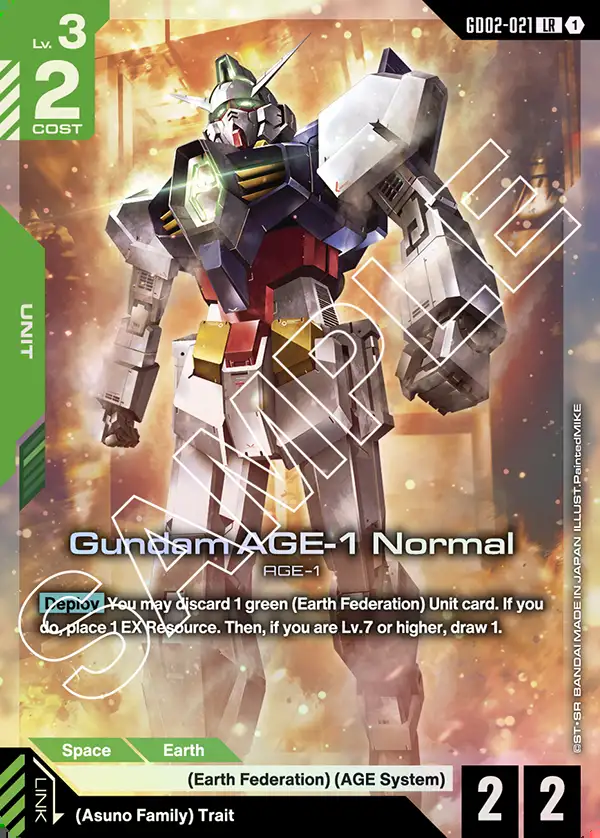 GD02-021 LR 1
Lv. 3
2
COST
UNIT
SAMPLE
Gundam AGE-1 Normal
AGE-1
Deploy You may discard 1 green (Earth Federation) Unit card. If you
do, place 1 EX Resource. Then, if you are Lv.7 or higher, draw 1.
©ST・SR BANDAI MADE IN JAPAN ILLUST.PaintedMIKE
Space Earth
(Earth Federation) (AGE System)
LINK
(Asuno Family) Trait
2 2